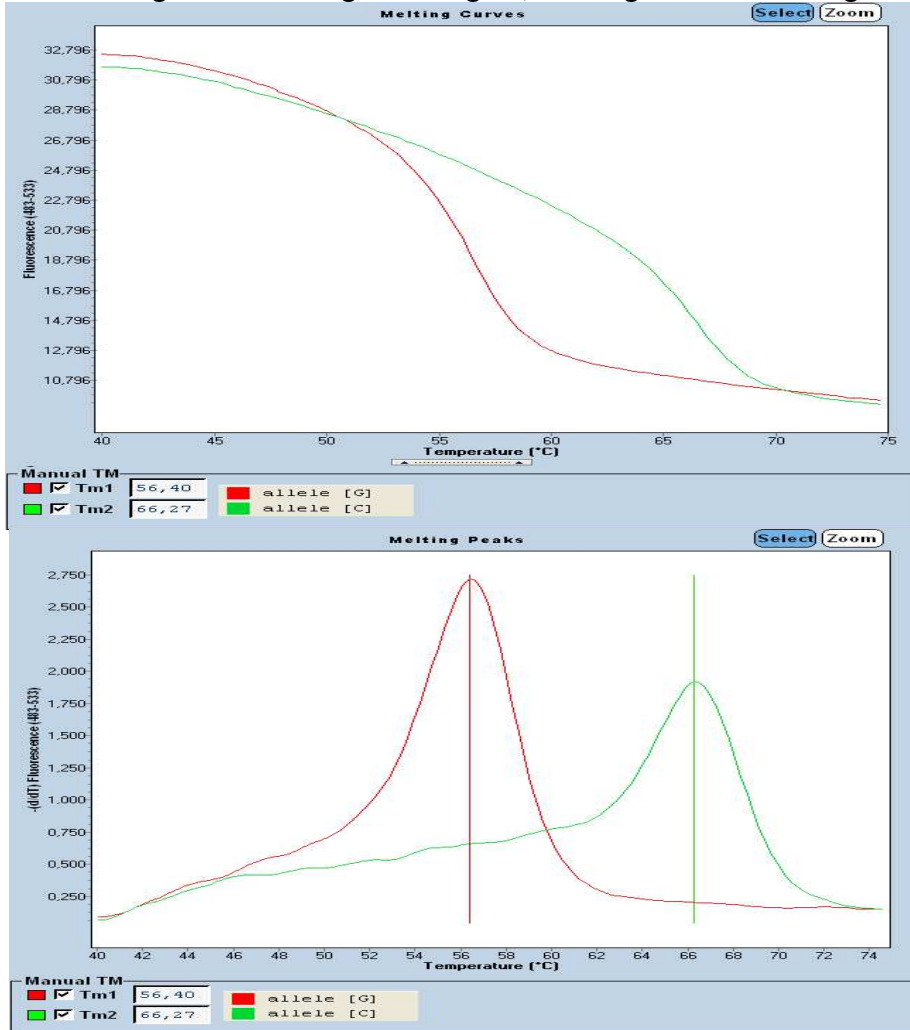 Melting Curves
Select Zoom
32,796
30,796
28,796
26,796
24,796
22,796
20,796
18,796
16,796
14,796
12,796
10,796
Fluorescence (483-533)
40 45 50 55 60 65 70 75
Temperature (°C)
Manual TM
Tm1 56,40 allele [G]
Tm2 66,27 allele [C]
Melting Peaks
Select Zoom
2,750
2,500
2,250
2,000
1,750
1,500
1,250
1,000
0,750
0,500
0,250
-(d/dT) Fluorescence (483-533)
40 42 44 46 48 50 52 54 56 58 60 62 64 66 68 70 72 74
Temperature (°C)
Manual TM
Tm1 56,40 allele [G]
Tm2 66,27 allele [C]